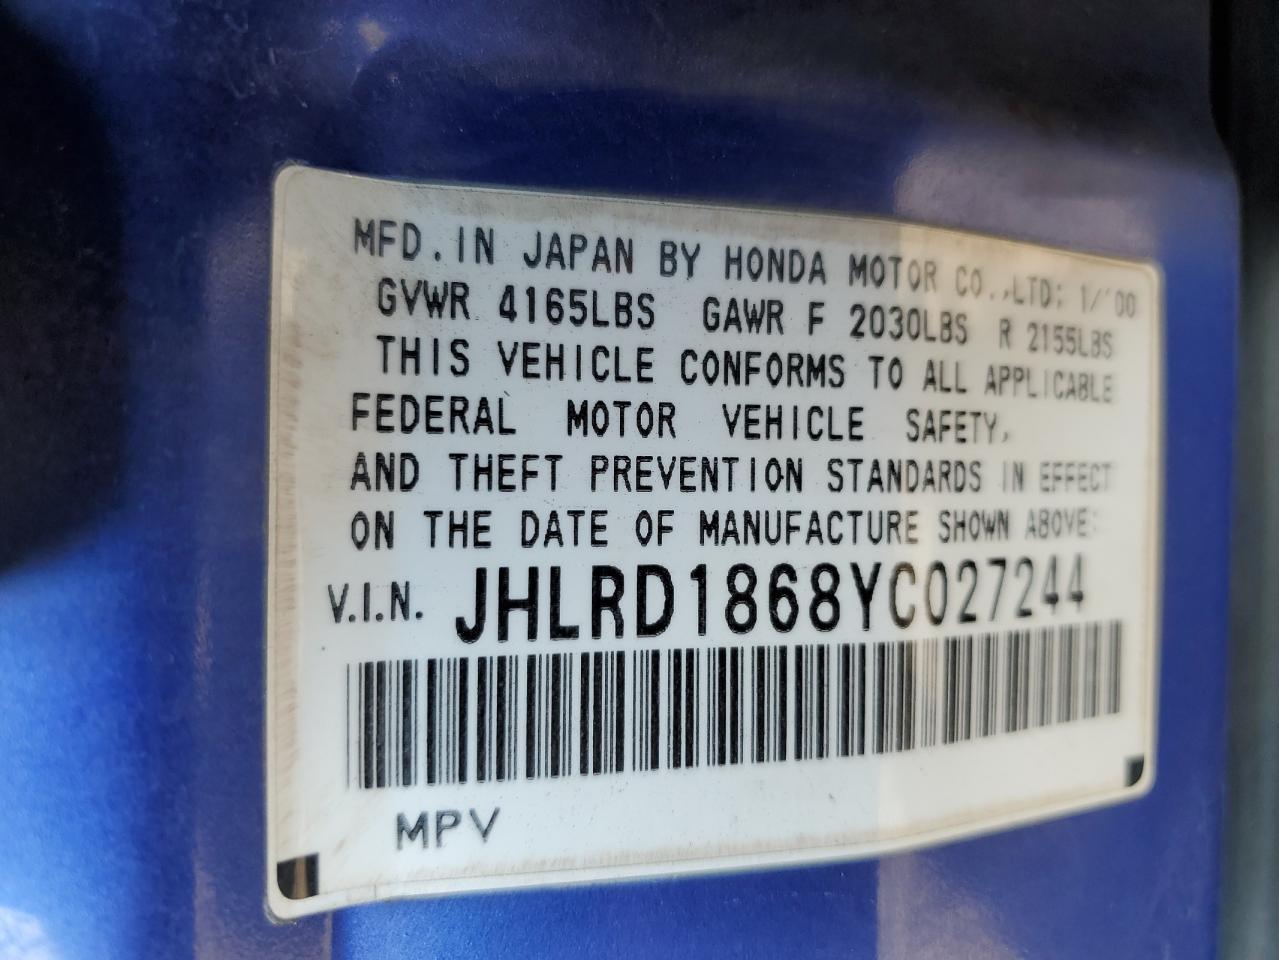 MFD. IN JAPAN BY HONDA MOTOR CO.,LTD: 1/'00
GVWR 4165LBS GAWR F 2030LBS R 2155LBS
THIS VEHICLE CONFORMS TO ALL APPLICABLE
FEDERAL MOTOR VEHICLE SAFETY,
AND THEFT PREVENTION STANDARDS IN EFFECT
ON THE DATE OF MANUFACTURE SHOWN ABOVE:
V.I.N. JHLRD1868YC027244
MPV